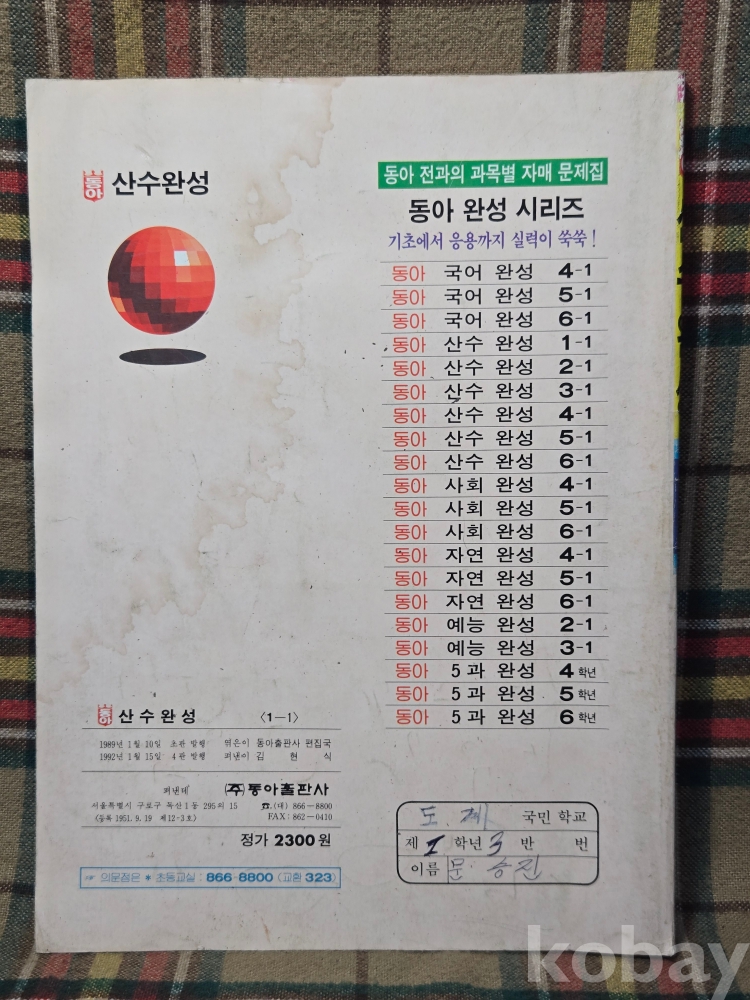 동아 산수완성
동아 전과의 과목별 자매 문제집
동아 완성 시리즈
기초에서 응용까지 실력이 쑥쑥!
동아 국어 완성 4-1
동아 국어 완성 5-1
동아 국어 완성 6-1
동아 산수 완성 1-1
동아 산수 완성 2-1
동아 산수 완성 3-1
동아 산수 완성 4-1
동아 산수 완성 5-1
동아 산수 완성 6-1
동아 사회 완성 4-1
동아 사회 완성 5-1
동아 사회 완성 6-1
동아 자연 완성 4-1
동아 자연 완성 5-1
동아 자연 완성 6-1
동아 예능 완성 2-1
동아 예능 완성 3-1
동아 5과 완성 4학년
동아 5과 완성 5학년
동아 5과 완성 6학년
동아 산수완성 〈1-1〉
1989년 1월 10일 초판 발행 엮은이 동아출판사 편집국
1992년 1월 15일 4판 발행 펴낸이 김현식
펴낸데 (주)동아출판사
서울특별시 구로구 독산1동 295의 15 ☎(대) 866-8800
〈등록 1951. 9. 19 제12-3호〉 FAX : 862-0410
정가 2300원
☞ 의문점은 * 초등교실 : 866-8800 (교환 323)
도. 국민 학교
제 1 학년 3 반 번
이름 문. 승진
kobay